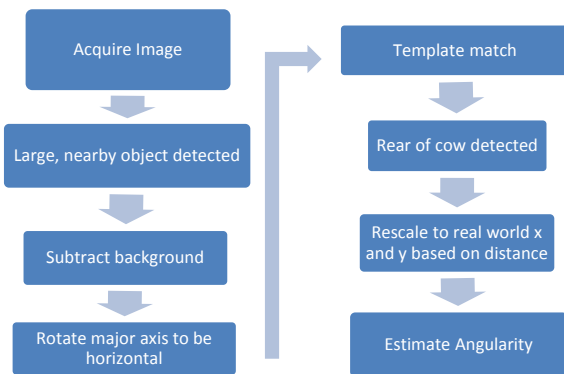 Acquire Image
Large, nearby object detected
Subtract background
Rotate major axis to be
horizontal
Template match
Rear of cow detected
Rescale to real world x
and y based on distance
Estimate Angularity